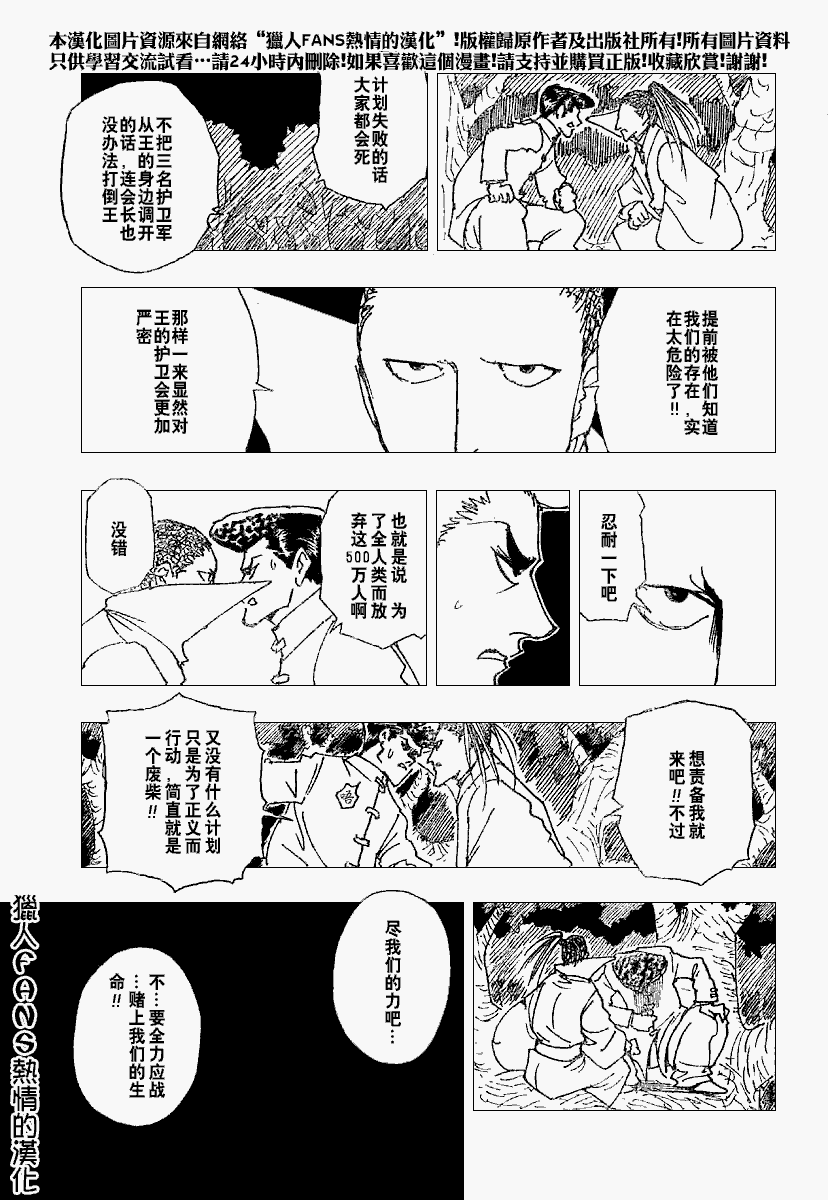 本漢化圖片資源來自網絡“獵人FANS熱情的漢化”!版權歸原作者及出版社所有!所有圖片資料
只供學習交流試看…請24小時內刪除!如果喜歡這個漫畫!請支持並購買正版!收藏欣賞!謝謝!
计划失败的话
大家都会死
不把三名护卫军
从王的身边调开
的话,连会长也
没办法打倒王
提前被他们知道
我们的存在,实
在太危险了!!
那样一来显然对
王的护卫会更加
严密
忍耐一下吧
也就是说 为
了全人类而放
弃这500万人啊
没错
想责备我就
来吧!!不过
又没有什么计划
只是为了正义而
行动,简直就是
一个废柴!!
尽我们的力吧…
不…要全力应战
…赌上我们的生
命!!
獵人FANS熱情的漢化